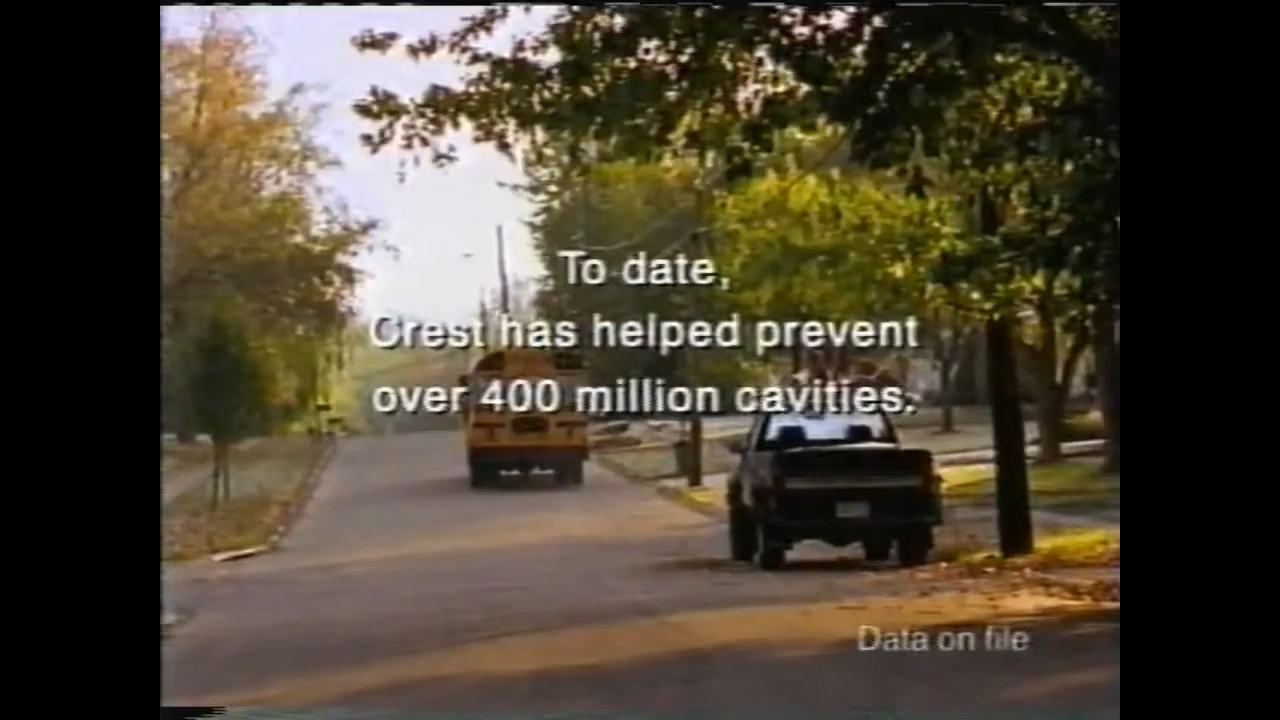 To date,
Crest has helped prevent
over 400 million cavities.
Data on file